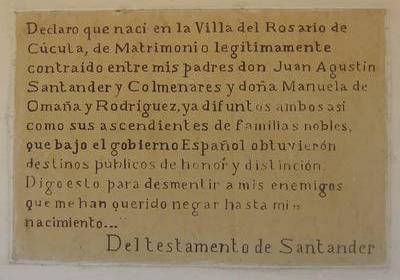 Declaro que nací en la Villa del Rosario de
Cúcuta, de Matrimonio legítimamente
contraído entre mis padres don Juan Agustín
Santander y Colmenares y doña Manuela de
Omaña y Rodríguez, ya difuntos ambos así
como sus ascendientes de familias nobles,
que bajo el gobierno Español obtuvierón
destinos públicos de honor y distinción.
Digo esto para desmentir a mis enemigos
que me han querido negar hasta mi
nacimiento...
Del testamento de Santander